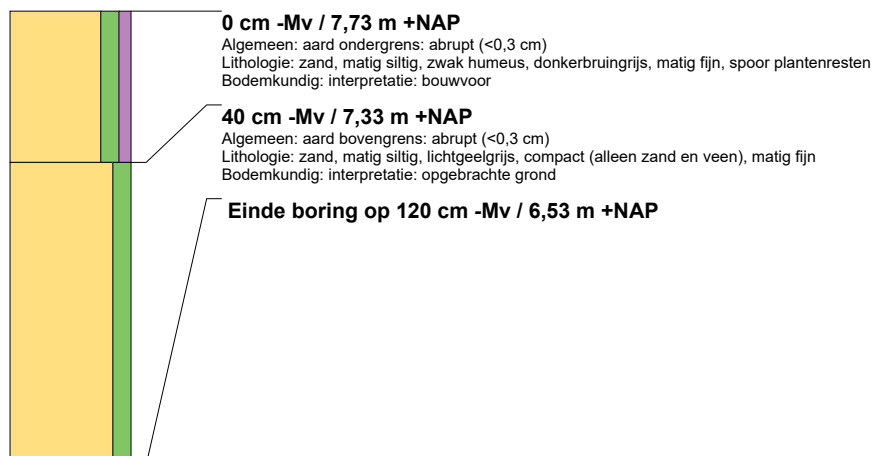 0 cm -Mv / 7,73 m +NAP
Algemeen: aard ondergrens: abrupt (<0,3 cm)
Lithologie: zand, matig siltig, zwak humeus, donkerbruingrijs, matig fijn, spoor plantenresten
Bodemkundig: interpretatie: bouwvoor
40 cm -Mv / 7,33 m +NAP
Algemeen: aard bovengrens: abrupt (<0,3 cm)
Lithologie: zand, matig siltig, lichtgeelgrijs, compact (alleen zand en veen), matig fijn
Bodemkundig: interpretatie: opgebrachte grond
Einde boring op 120 cm -Mv / 6,53 m +NAP